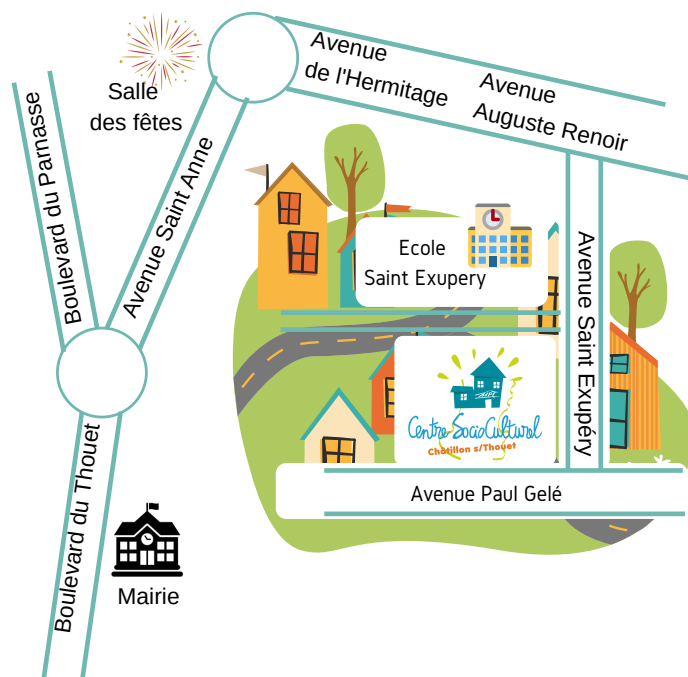 Avenue
de l'Hermitage
Avenue
Auguste Renoir
Salle
des fêtes
Boulevard du Parnasse
Avenue Saint Anne
Ecole
Saint Exupery
Avenue Saint Exupéry
Centre SocioCulturel
Châtillon s/Thouet
Avenue Paul Gelé
Boulevard du Thouet
Mairie